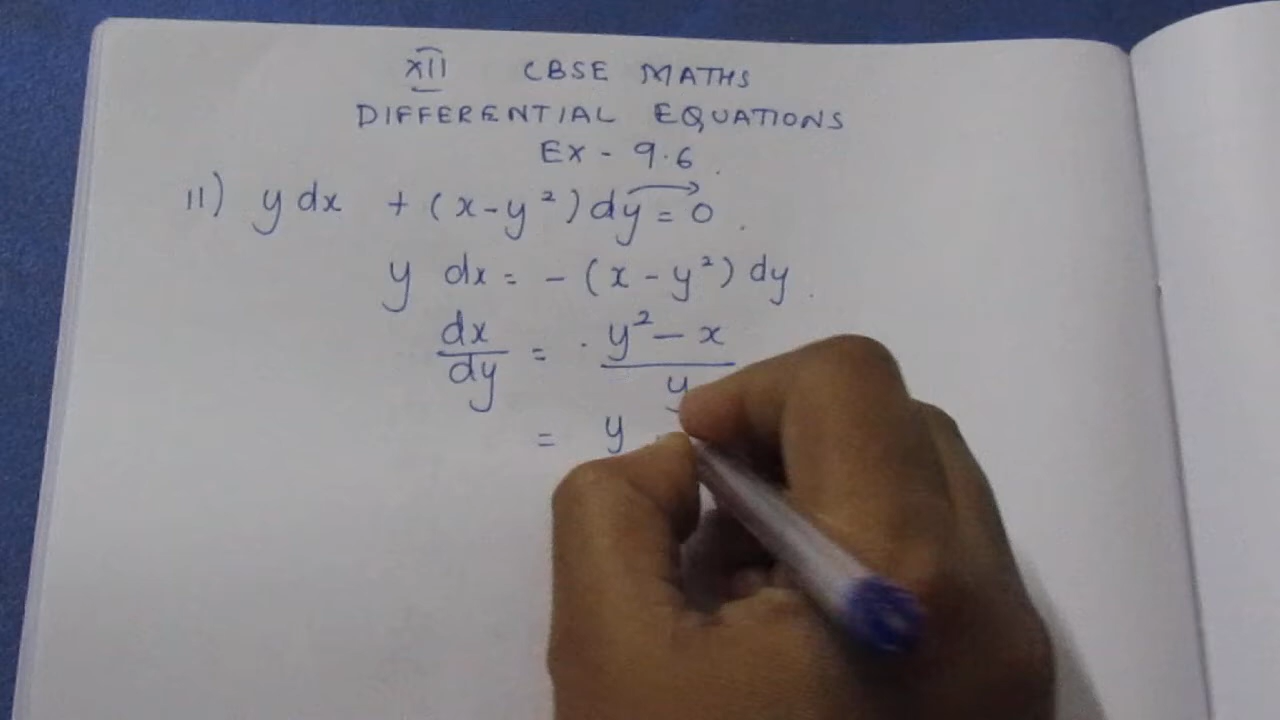 XII CBSE MATHS
DIFFERENTIAL EQUATIONS
EX - 9.6.
11) y dx + (x-y²) dy = 0.
y dx = - (x - y²) dy.
dx/dy = (y² - x)/y
= y